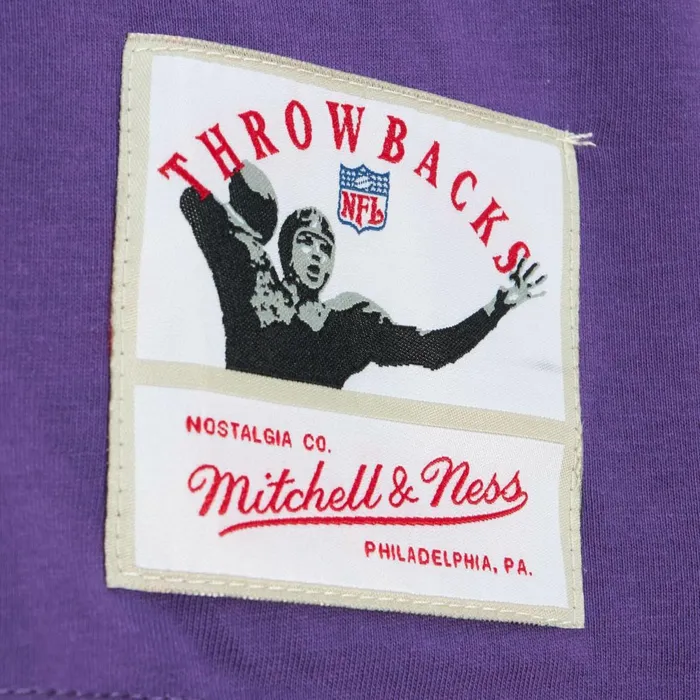 THROWBACKS
NFL
NOSTALGIA CO.
Mitchell & Ness
PHILADELPHIA, PA.